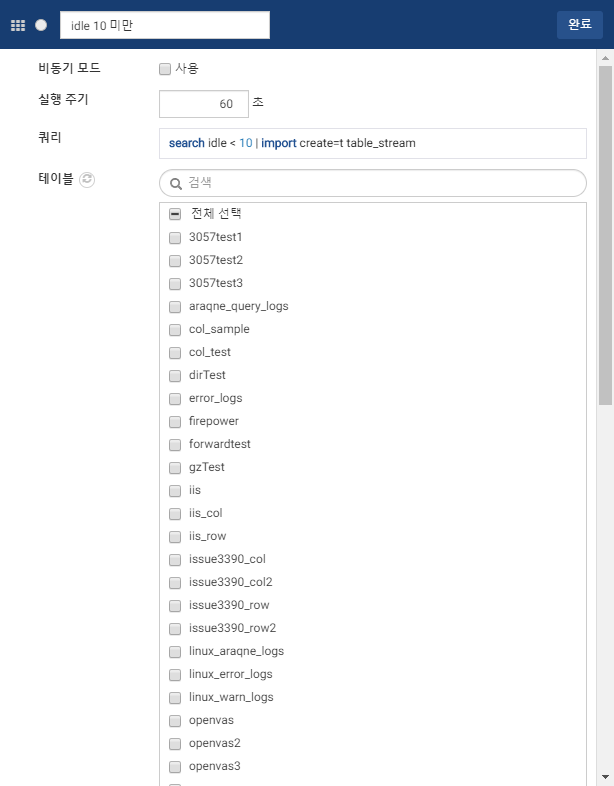 idle 10 미만
완료
비동기 모드
사용
실행 주기
60 초
쿼리
search idle < 10 | import create=t table_stream
테이블
검색
전체 선택
3057test1
3057test2
3057test3
araqne_query_logs
col_sample
col_test
dirTest
error_logs
firepower
forwardtest
gzTest
iis
iis_col
iis_row
issue3390_col
issue3390_col2
issue3390_row
issue3390_row2
linux_araqne_logs
linux_error_logs
linux_warn_logs
openvas
openvas2
openvas3